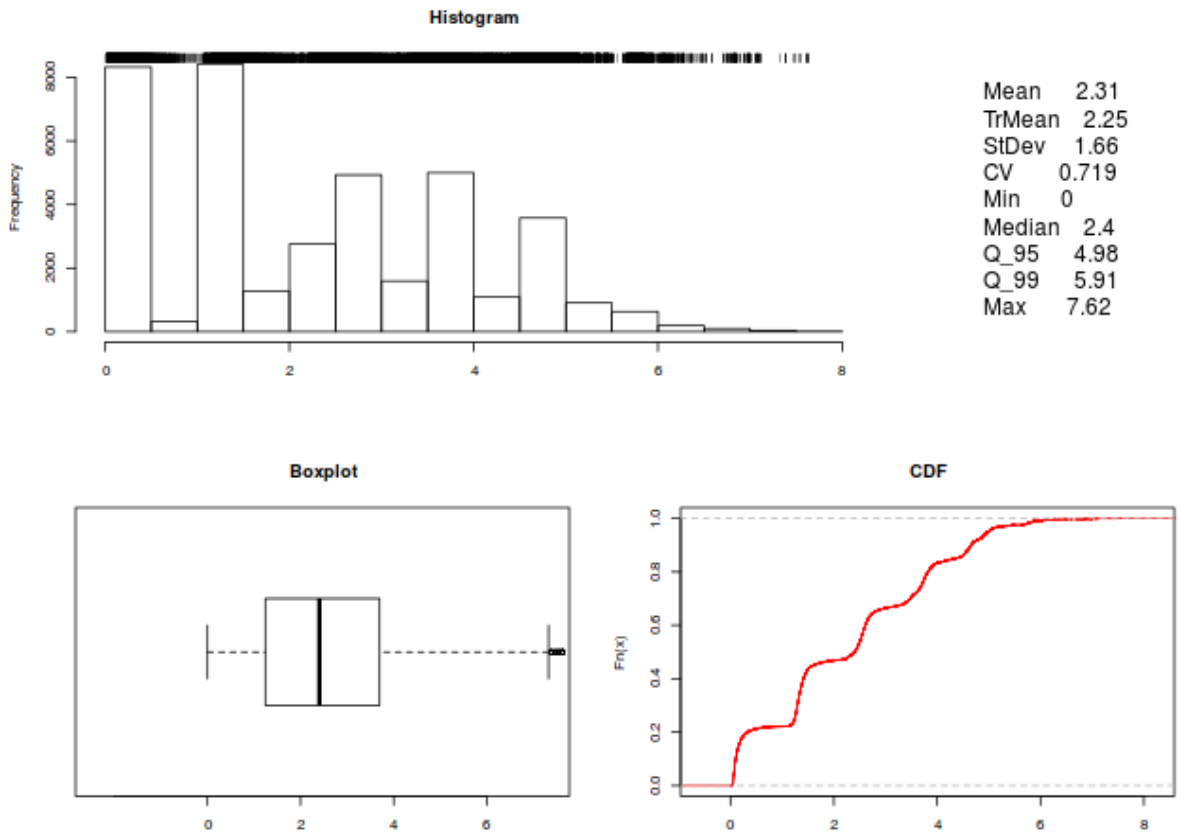 Histogram
Frequency
0 2000 4000 6000 8000
0 2 4 6 8
Mean 2.31
TrMean 2.25
StDev 1.66
CV 0.719
Min 0
Median 2.4
Q_95 4.98
Q_99 5.91
Max 7.62
Boxplot
0 2 4 6
CDF
Fn(x)
0.0 0.2 0.4 0.6 0.8 1.0
0 2 4 6 8